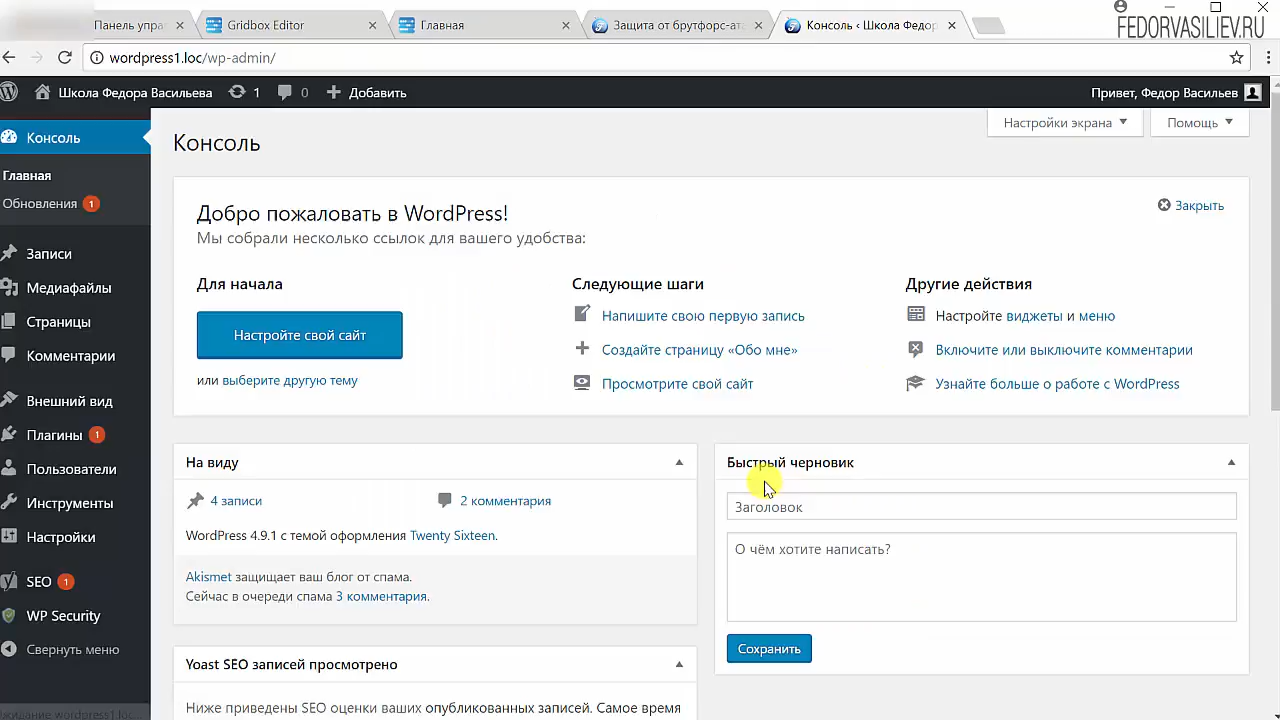 Панель упра
Gridbox Editor
Главная
Защита от брутфорс-ат
Консоль ‹ Школа Федор
FEDORVASILIEV.RU
wordpress1.loc/wp-admin/
Школа Федора Васильева
1
0
Добавить
Привет, Федор Васильев
Консоль
Главная
Обновления 1
Записи
Медиафайлы
Страницы
Комментарии
Внешний вид
Плагины 1
Пользователи
Инструменты
Настройки
SEO 1
WP Security
Свернуть меню
Настройки экрана
Помощь
Консоль
Добро пожаловать в WordPress!
Закрыть
Мы собрали несколько ссылок для вашего удобства:
Для начала
Настройте свой сайт
или выберите другую тему
Следующие шаги
Напишите свою первую запись
Создайте страницу «Обо мне»
Просмотрите свой сайт
Другие действия
Настройте виджеты и меню
Включите или выключите комментарии
Узнайте больше о работе с WordPress
На виду
4 записи
2 комментария
WordPress 4.9.1 с темой оформления Twenty Sixteen.
Akismet защищает ваш блог от спама.
Сейчас в очереди спама 3 комментария.
Yoast SEO записей просмотрено
Ниже приведены SEO оценки ваших опубликованных записей. Самое время
Быстрый черновик
Заголовок
О чём хотите написать?
Сохранить